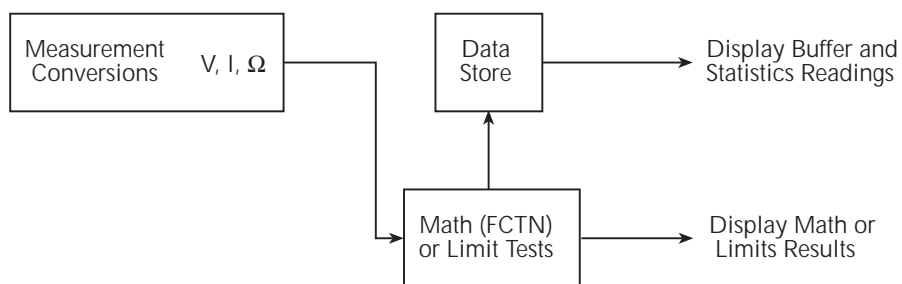 Measurement
Conversions V, I, Ω
Data
Store
Display Buffer and
Statistics Readings
Math (FCTN)
or Limit Tests
Display Math or
Limits Results